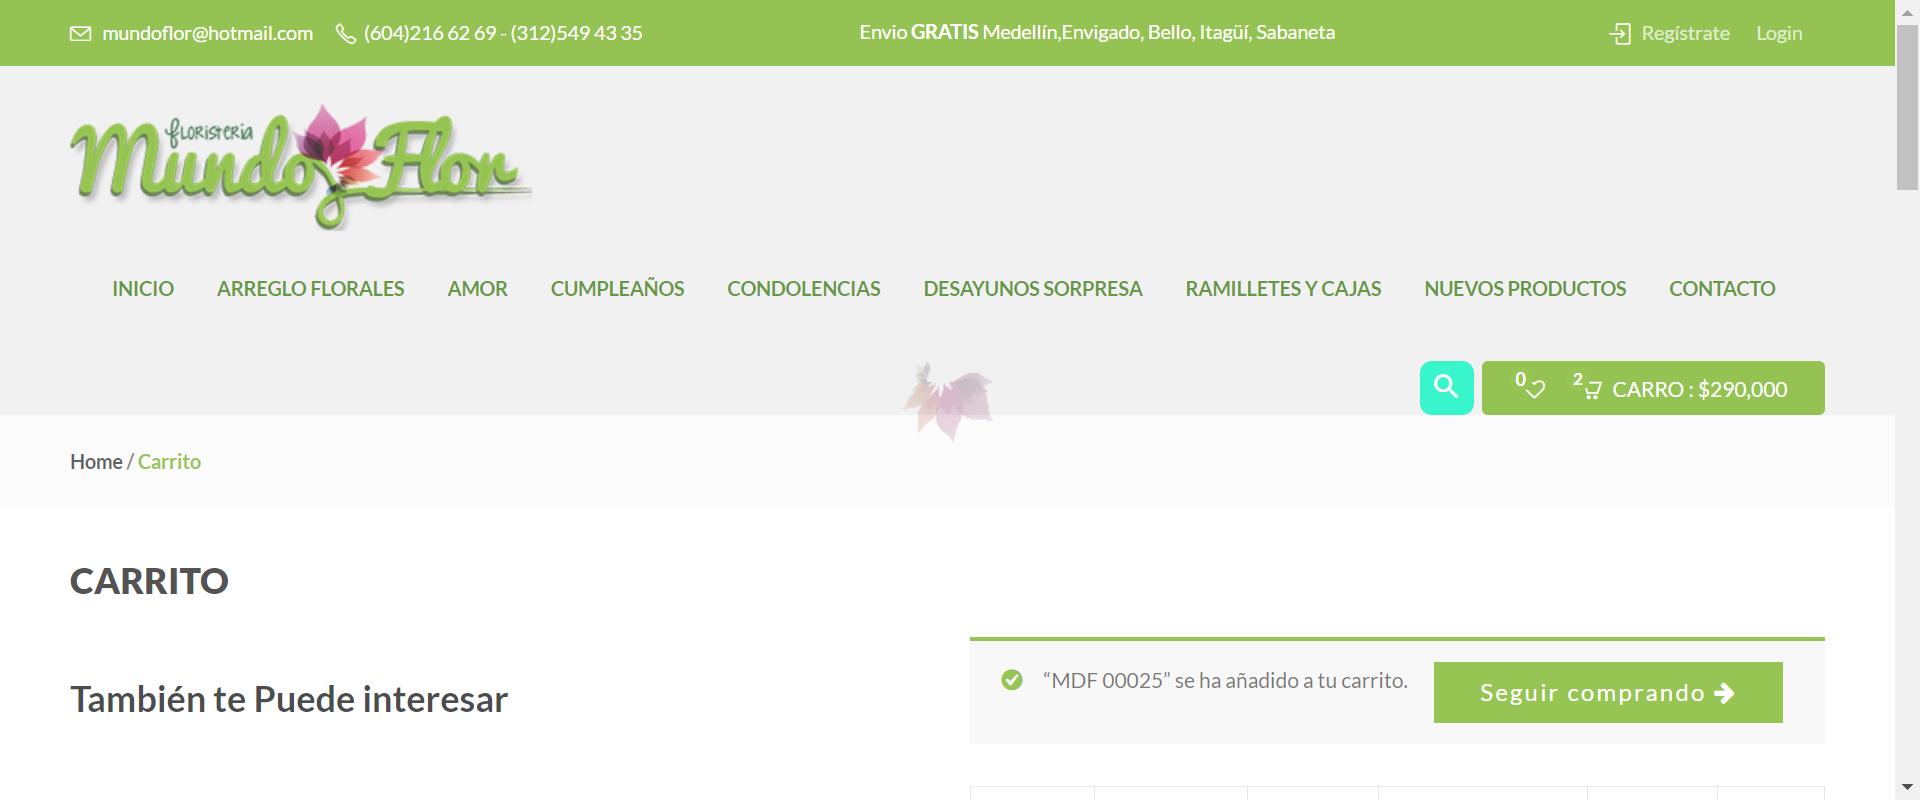 mundoflor@hotmail.com (604)216 62 69 - (312)549 43 35 Envio GRATIS Medellín,Envigado, Bello, Itagüí, Sabaneta Regístrate Login
floristería
Mundo Flor
INICIO ARREGLO FLORALES AMOR CUMPLEAÑOS CONDOLENCIAS DESAYUNOS SORPRESA RAMILLETES Y CAJAS NUEVOS PRODUCTOS CONTACTO
0 2 CARRO : $290,000
Home / Carrito
CARRITO
También te Puede interesar
“MDF 00025” se ha añadido a tu carrito. Seguir comprando